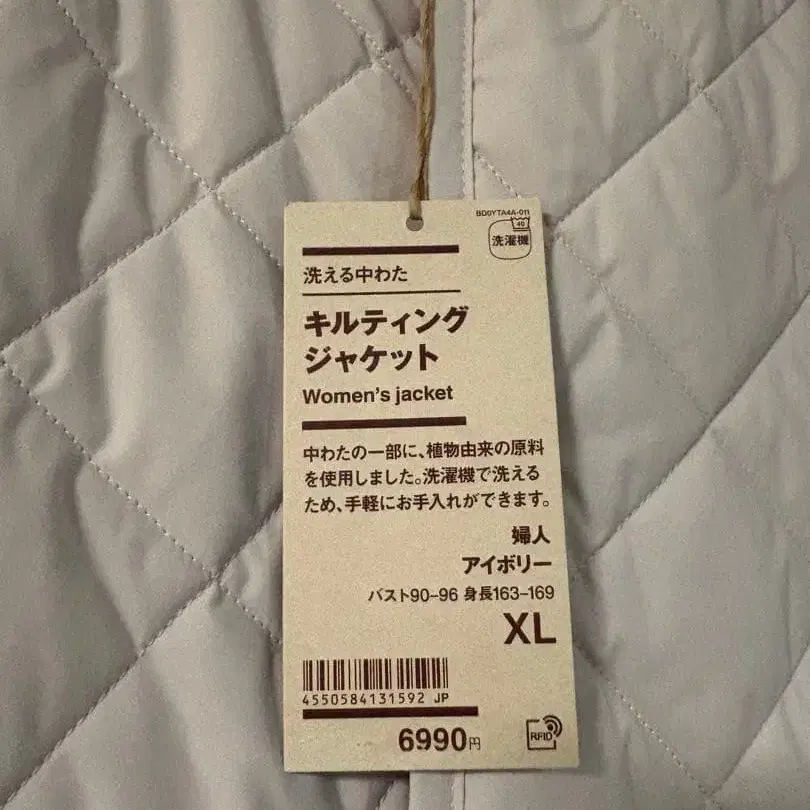 BD0YTA4A-011
40
洗濯機
洗える中わた
キルティング
ジャケット
Women's jacket
中わたの一部に、植物由来の原料
を使用しました。洗濯機で洗える
ため、手軽にお手入れができます。
婦人
アイボリー
バスト90–96 身長163–169
XL
4550584131592 JP
6990円
RFID